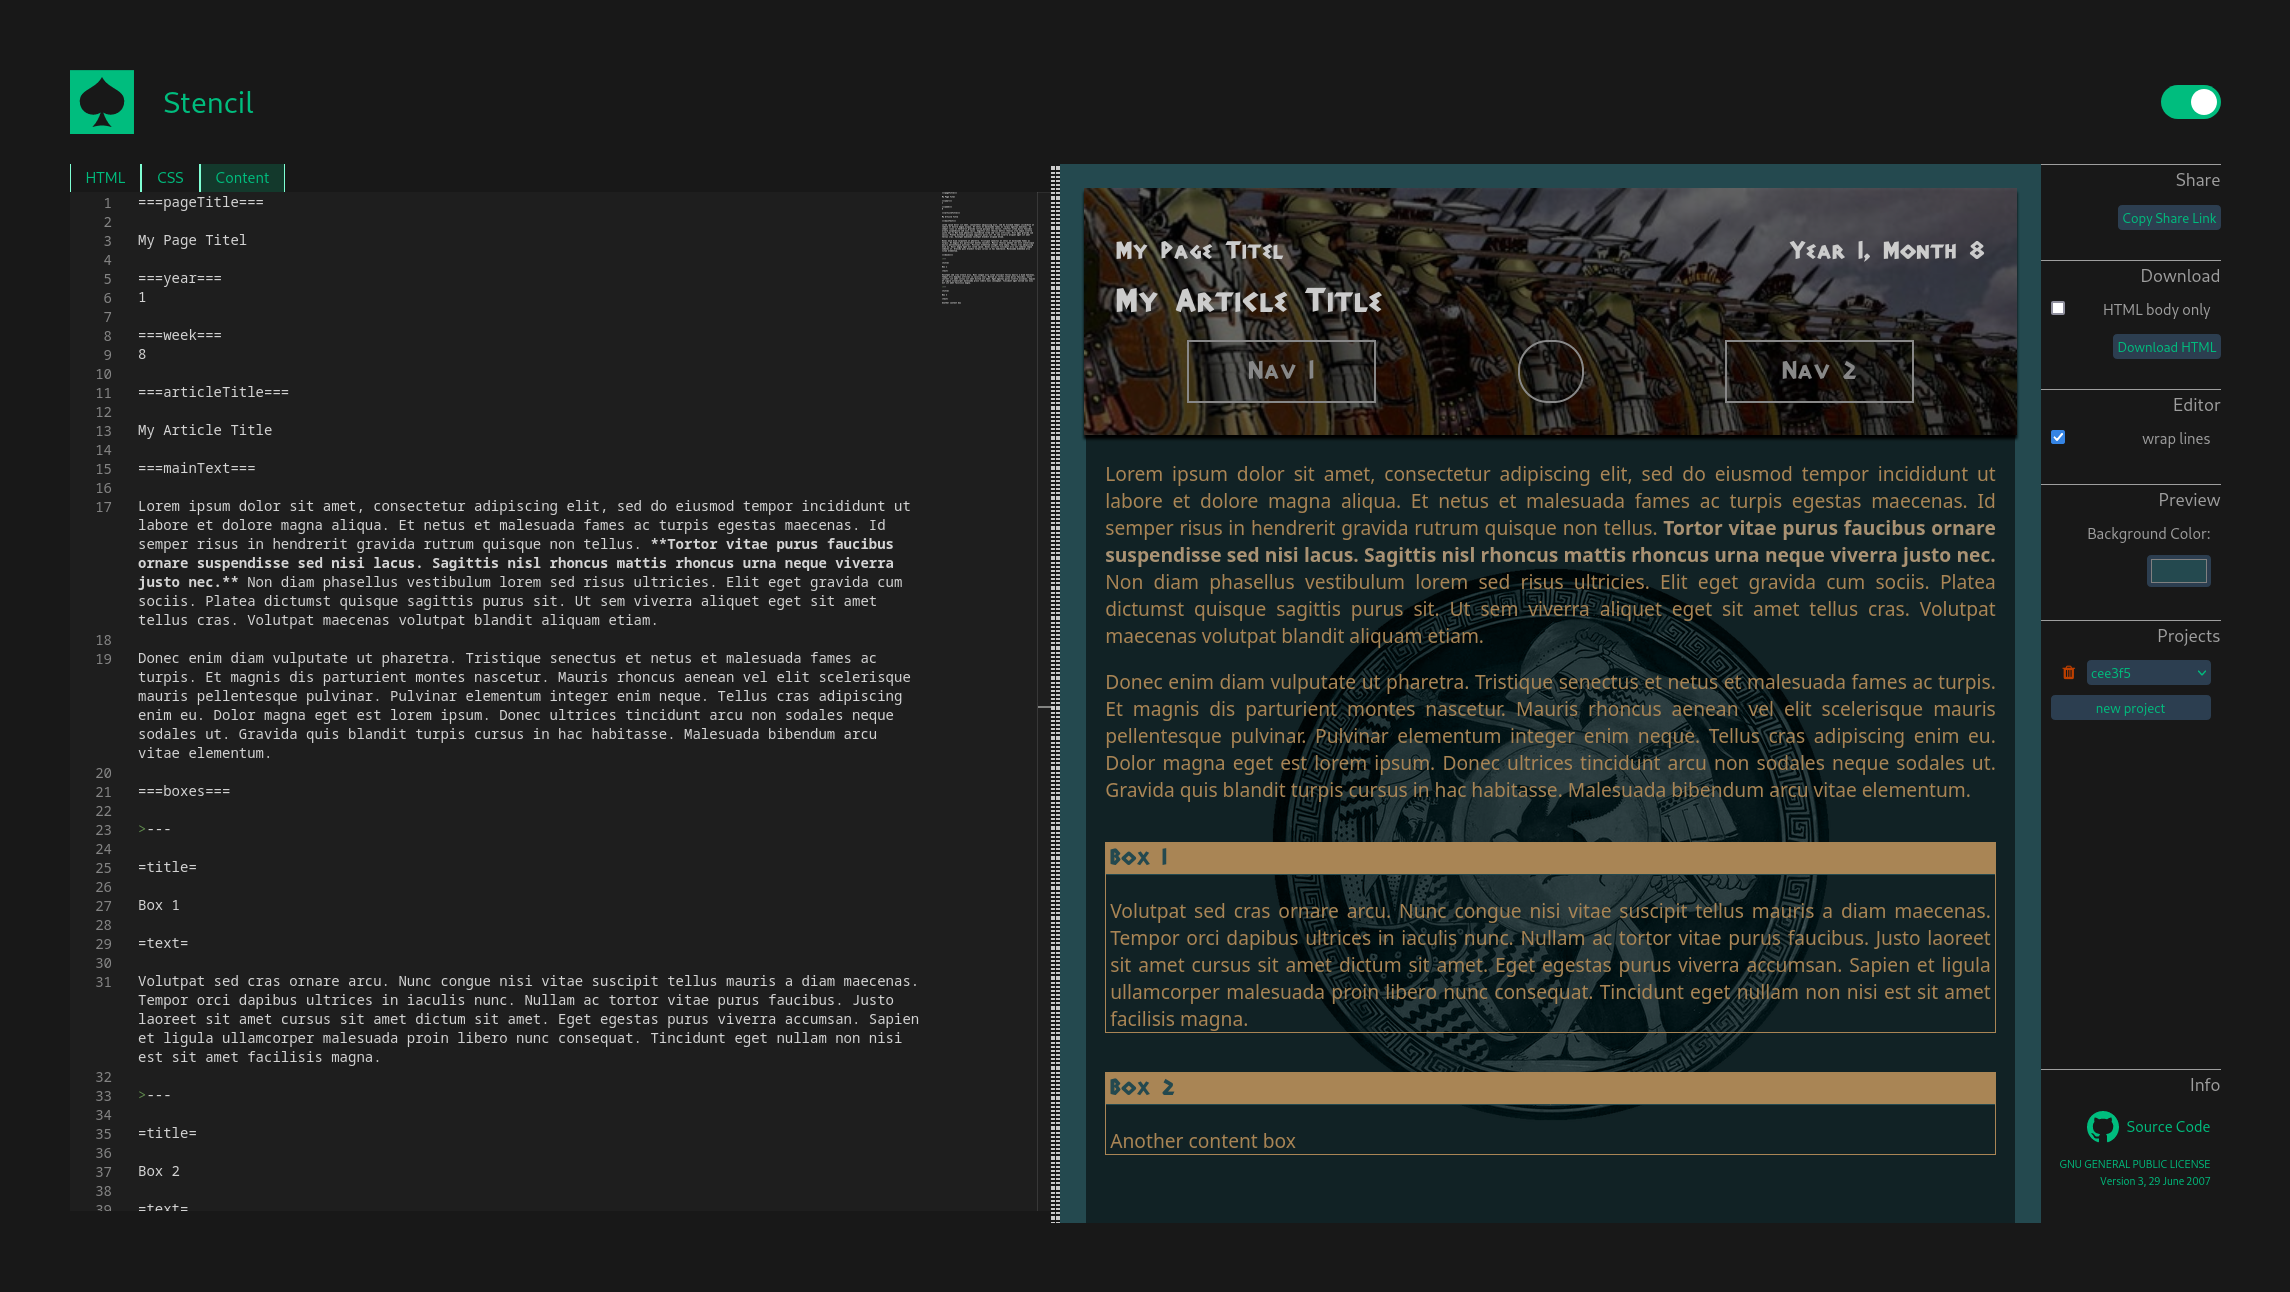 Stencil
HTML
CSS
Content
1 ===pageTitle===
2
3 My Page Titel
4
5 ===year===
6 1
7
8 ===week===
9 8
10
11 ===articleTitle===
12
13 My Article Title
14
15 ===mainText===
16
17 Lorem ipsum dolor sit amet, consectetur adipiscing elit, sed do eiusmod tempor incididunt ut
labore et dolore magna aliqua. Et netus et malesuada fames ac turpis egestas maecenas. Id
semper risus in hendrerit gravida rutrum quisque non tellus. **Tortor vitae purus faucibus
ornare suspendisse sed nisi lacus. Sagittis nisl rhoncus mattis rhoncus urna neque viverra
justo nec.** Non diam phasellus vestibulum lorem sed risus ultricies. Elit eget gravida cum
sociis. Platea dictumst quisque sagittis purus sit. Ut sem viverra aliquet eget sit amet
tellus cras. Volutpat maecenas volutpat blandit aliquam etiam.
18
19 Donec enim diam vulputate ut pharetra. Tristique senectus et netus et malesuada fames ac
turpis. Et magnis dis parturient montes nascetur. Mauris rhoncus aenean vel elit scelerisque
mauris pellentesque pulvinar. Pulvinar elementum integer enim neque. Tellus cras adipiscing
enim eu. Dolor magna eget est lorem ipsum. Donec ultrices tincidunt arcu non sodales neque
sodales ut. Gravida quis blandit turpis cursus in hac habitasse. Malesuada bibendum arcu
vitae elementum.
20
21 ===boxes===
22
23 >---
24
25 =title=
26
27 Box 1
28
29 =text=
30
31 Volutpat sed cras ornare arcu. Nunc congue nisi vitae suscipit tellus mauris a diam maecenas.
Tempor orci dapibus ultrices in iaculis nunc. Nullam ac tortor vitae purus faucibus. Justo
laoreet sit amet cursus sit amet dictum sit amet. Eget egestas purus viverra accumsan. Sapien
et ligula ullamcorper malesuada proin libero nunc consequat. Tincidunt eget nullam non nisi
est sit amet facilisis magna.
32
33 >---
34
35 =title=
36
37 Box 2
38
39 =text=
My Page Titel
Year 1, Month 8
My Article Title
Nav 1
Nav 2
Lorem ipsum dolor sit amet, consectetur adipiscing elit, sed do eiusmod tempor incididunt ut
labore et dolore magna aliqua. Et netus et malesuada fames ac turpis egestas maecenas. Id
semper risus in hendrerit gravida rutrum quisque non tellus. Tortor vitae purus faucibus ornare
suspendisse sed nisi lacus. Sagittis nisl rhoncus mattis rhoncus urna neque viverra justo nec.
Non diam phasellus vestibulum lorem sed risus ultricies. Elit eget gravida cum sociis. Platea
dictumst quisque sagittis purus sit. Ut sem viverra aliquet eget sit amet tellus cras. Volutpat
maecenas volutpat blandit aliquam etiam.
Donec enim diam vulputate ut pharetra. Tristique senectus et netus et malesuada fames ac turpis.
Et magnis dis parturient montes nascetur. Mauris rhoncus aenean vel elit scelerisque mauris
pellentesque pulvinar. Pulvinar elementum integer enim neque. Tellus cras adipiscing enim eu.
Dolor magna eget est lorem ipsum. Donec ultrices tincidunt arcu non sodales neque sodales ut.
Gravida quis blandit turpis cursus in hac habitasse. Malesuada bibendum arcu vitae elementum.
Box 1
Volutpat sed cras ornare arcu. Nunc congue nisi vitae suscipit tellus mauris a diam maecenas.
Tempor orci dapibus ultrices in iaculis nunc. Nullam ac tortor vitae purus faucibus. Justo laoreet
sit amet cursus sit amet dictum sit amet. Eget egestas purus viverra accumsan. Sapien et ligula
ullamcorper malesuada proin libero nunc consequat. Tincidunt eget nullam non nisi est sit amet
facilisis magna.
Box 2
Another content box
Share
Copy Share Link
Download
HTML body only
Download HTML
Editor
wrap lines
Preview
Background Color:
Projects
cee3f5
new project
Info
Source Code
GNU GENERAL PUBLIC LICENSE
Version 3, 29 June 2007